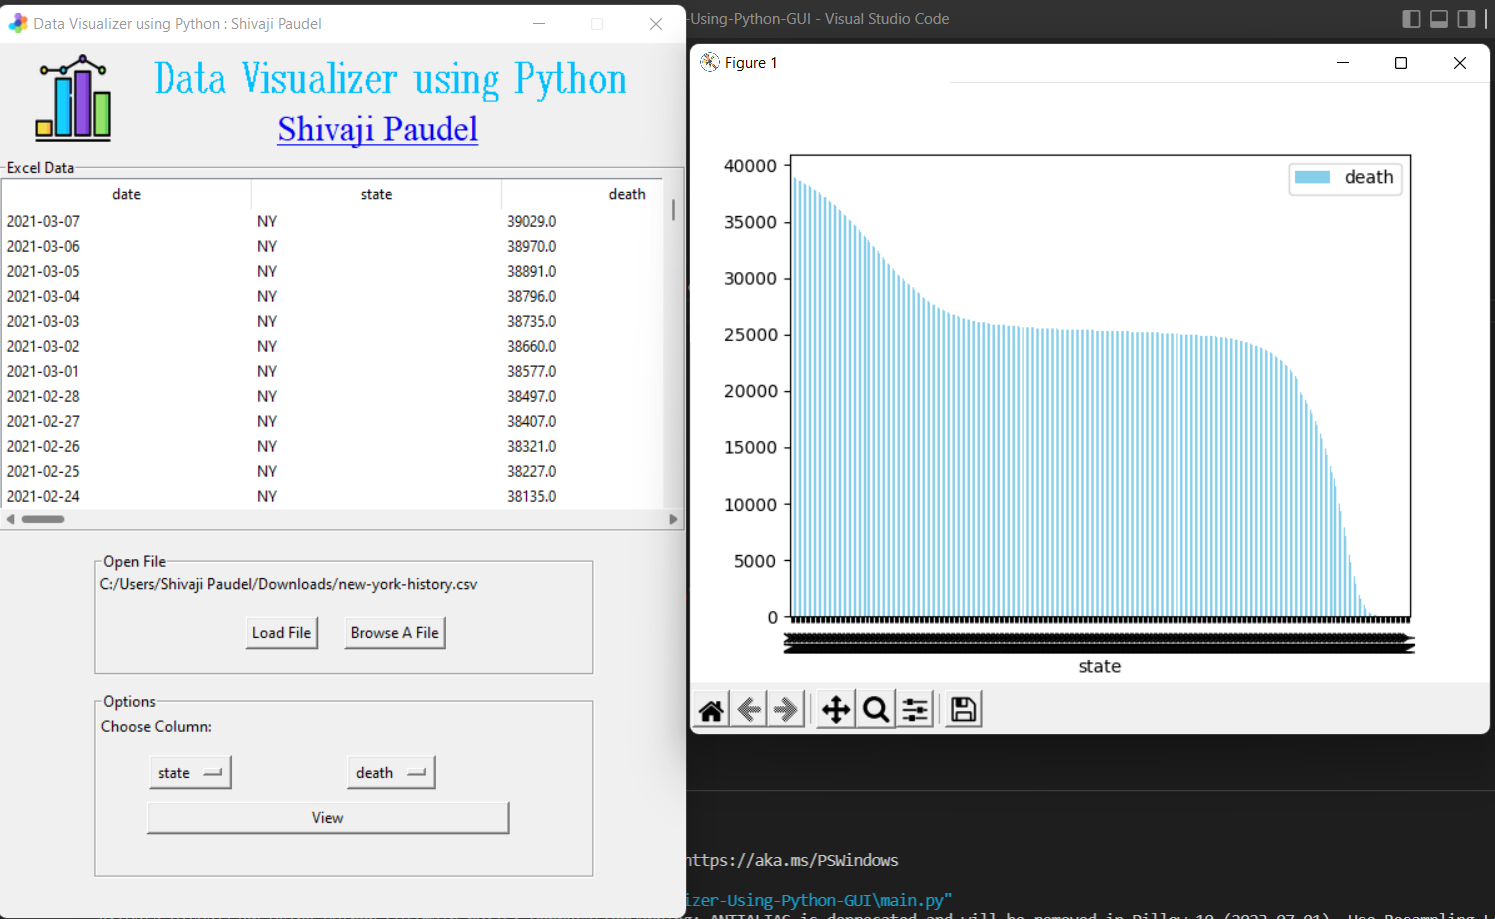 Data Visualizer using Python : Shivaji Paudel
Data Visualizer using Python
Shivaji Paudel
Excel Data
date state death
2021-03-07 NY 39029.0
2021-03-06 NY 38970.0
2021-03-05 NY 38891.0
2021-03-04 NY 38796.0
2021-03-03 NY 38735.0
2021-03-02 NY 38660.0
2021-03-01 NY 38577.0
2021-02-28 NY 38497.0
2021-02-27 NY 38407.0
2021-02-26 NY 38321.0
2021-02-25 NY 38227.0
2021-02-24 NY 38135.0
Open File
C:/Users/Shivaji Paudel/Downloads/new-york-history.csv
Load File Browse A File
Options
Choose Column:
state death
View
-Using-Python-GUI - Visual Studio Code
Figure 1
death
40000
35000
30000
25000
20000
15000
10000
5000
0
state
https://aka.ms/PSWindows
izer-Using-Python-GUI\main.py"
ANTIALIAS is deprecated and will be removed in Pillow 10 (2023-07-01). Use Resampling